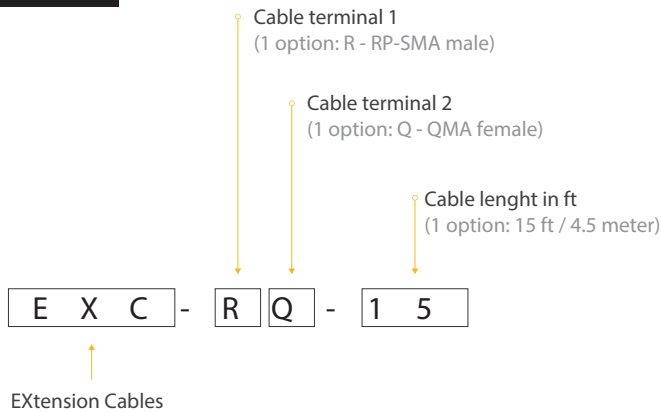 Cable terminal 1
(1 option: R - RP-SMA male)
Cable terminal 2
(1 option: Q - QMA female)
Cable lenght in ft
(1 option: 15 ft / 4.5 meter)
E X C - R Q - 1 5
EXtension Cables